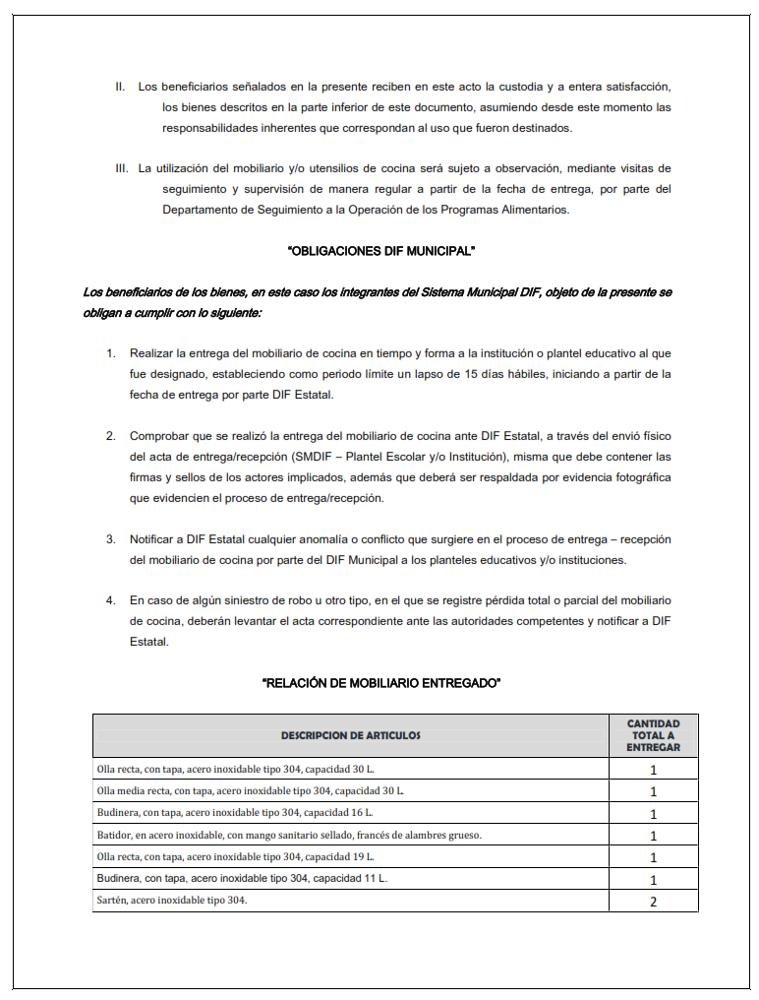 II. Los beneficiarios señalados en la presente reciben en este acto la custodia y a entera satisfacción,
los bienes descritos en la parte inferior de este documento, asumiendo desde este momento las
responsabilidades inherentes que correspondan al uso que fueron destinados.
III. La utilización del mobiliario y/o utensilios de cocina será sujeto a observación, mediante visitas de
seguimiento y supervisión de manera regular a partir de la fecha de entrega, por parte del
Departamento de Seguimiento a la Operación de los Programas Alimentarios.
“OBLIGACIONES DIF MUNICIPAL”
Los beneficiarios de los bienes, en este caso los integrantes del Sistema Municipal DIF, objeto de la presente se
obligan a cumplir con lo siguiente:
1. Realizar la entrega del mobiliario de cocina en tiempo y forma a la institución o plantel educativo al que
fue designado, estableciendo como periodo límite un lapso de 15 días hábiles, iniciando a partir de la
fecha de entrega por parte DIF Estatal.
2. Comprobar que se realizó la entrega del mobiliario de cocina ante DIF Estatal, a través del envió físico
del acta de entrega/recepción (SMDIF – Plantel Escolar y/o Institución), misma que debe contener las
firmas y sellos de los actores implicados, además que deberá ser respaldada por evidencia fotográfica
que evidencien el proceso de entrega/recepción.
3. Notificar a DIF Estatal cualquier anomalía o conflicto que surgiere en el proceso de entrega – recepción
del mobiliario de cocina por parte del DIF Municipal a los planteles educativos y/o instituciones.
4. En caso de algún siniestro de robo u otro tipo, en el que se registre pérdida total o parcial del mobiliario
de cocina, deberán levantar el acta correspondiente ante las autoridades competentes y notificar a DIF
Estatal.
“RELACIÓN DE MOBILIARIO ENTREGADO”
DESCRIPCION DE ARTICULOS
CANTIDAD
TOTAL A
ENTREGAR
Olla recta, con tapa, acero inoxidable tipo 304, capacidad 30 L. 1
Olla media recta, con tapa, acero inoxidable tipo 304, capacidad 30 L. 1
Budinera, con tapa, acero inoxidable tipo 304, capacidad 16 L. 1
Batidor, en acero inoxidable, con mango sanitario sellado, francés de alambres grueso. 1
Olla recta, con tapa, acero inoxidable tipo 304, capacidad 19 L. 1
Budinera, con tapa, acero inoxidable tipo 304, capacidad 11 L. 1
Sartén, acero inoxidable tipo 304. 2